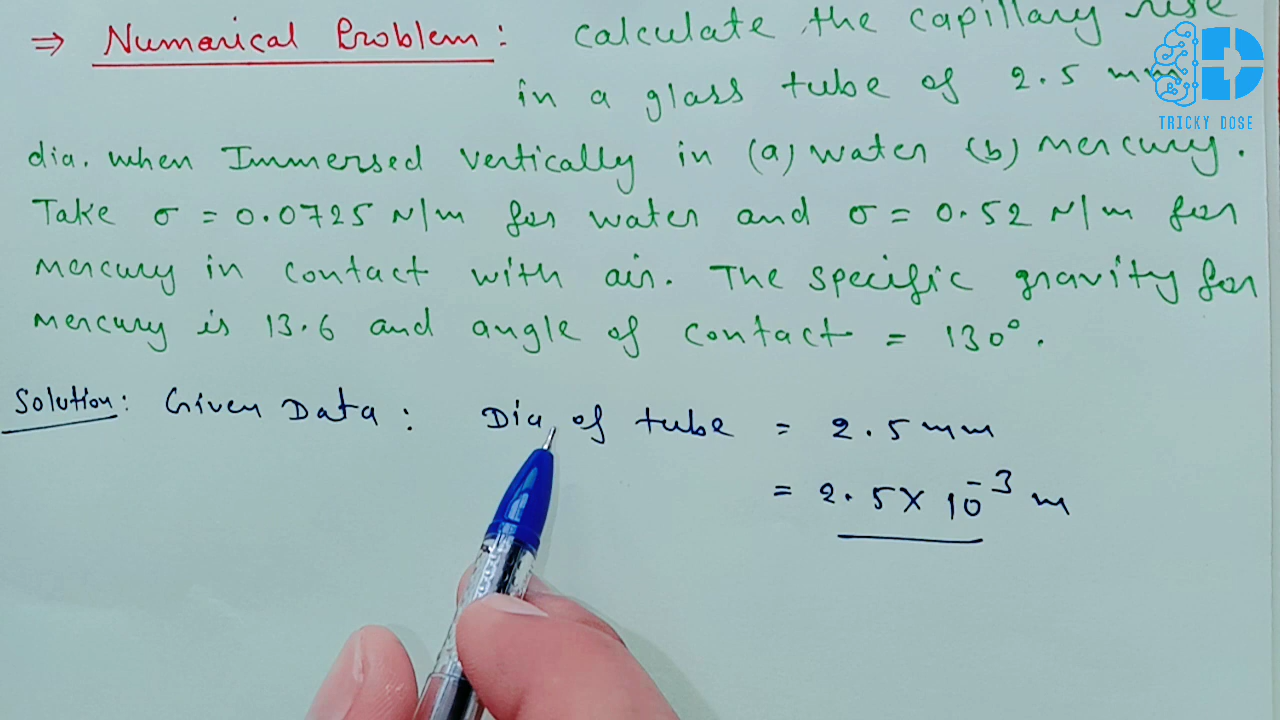 ⇒ Numarical Problem: calculate the capillary rise
in a glass tube of 2.5 mm
TRICKY DOSE
dia. when Immersed vertically in (a) water (b) mercury.
Take σ = 0.0725 N/m for water and σ = 0.52 N/m for
mercury in contact with air. The specific gravity for
mercury is 13.6 and angle of contact = 130°.
Solution: Given Data: Dia of tube = 2.5 mm
= 2.5 × 10⁻³ m